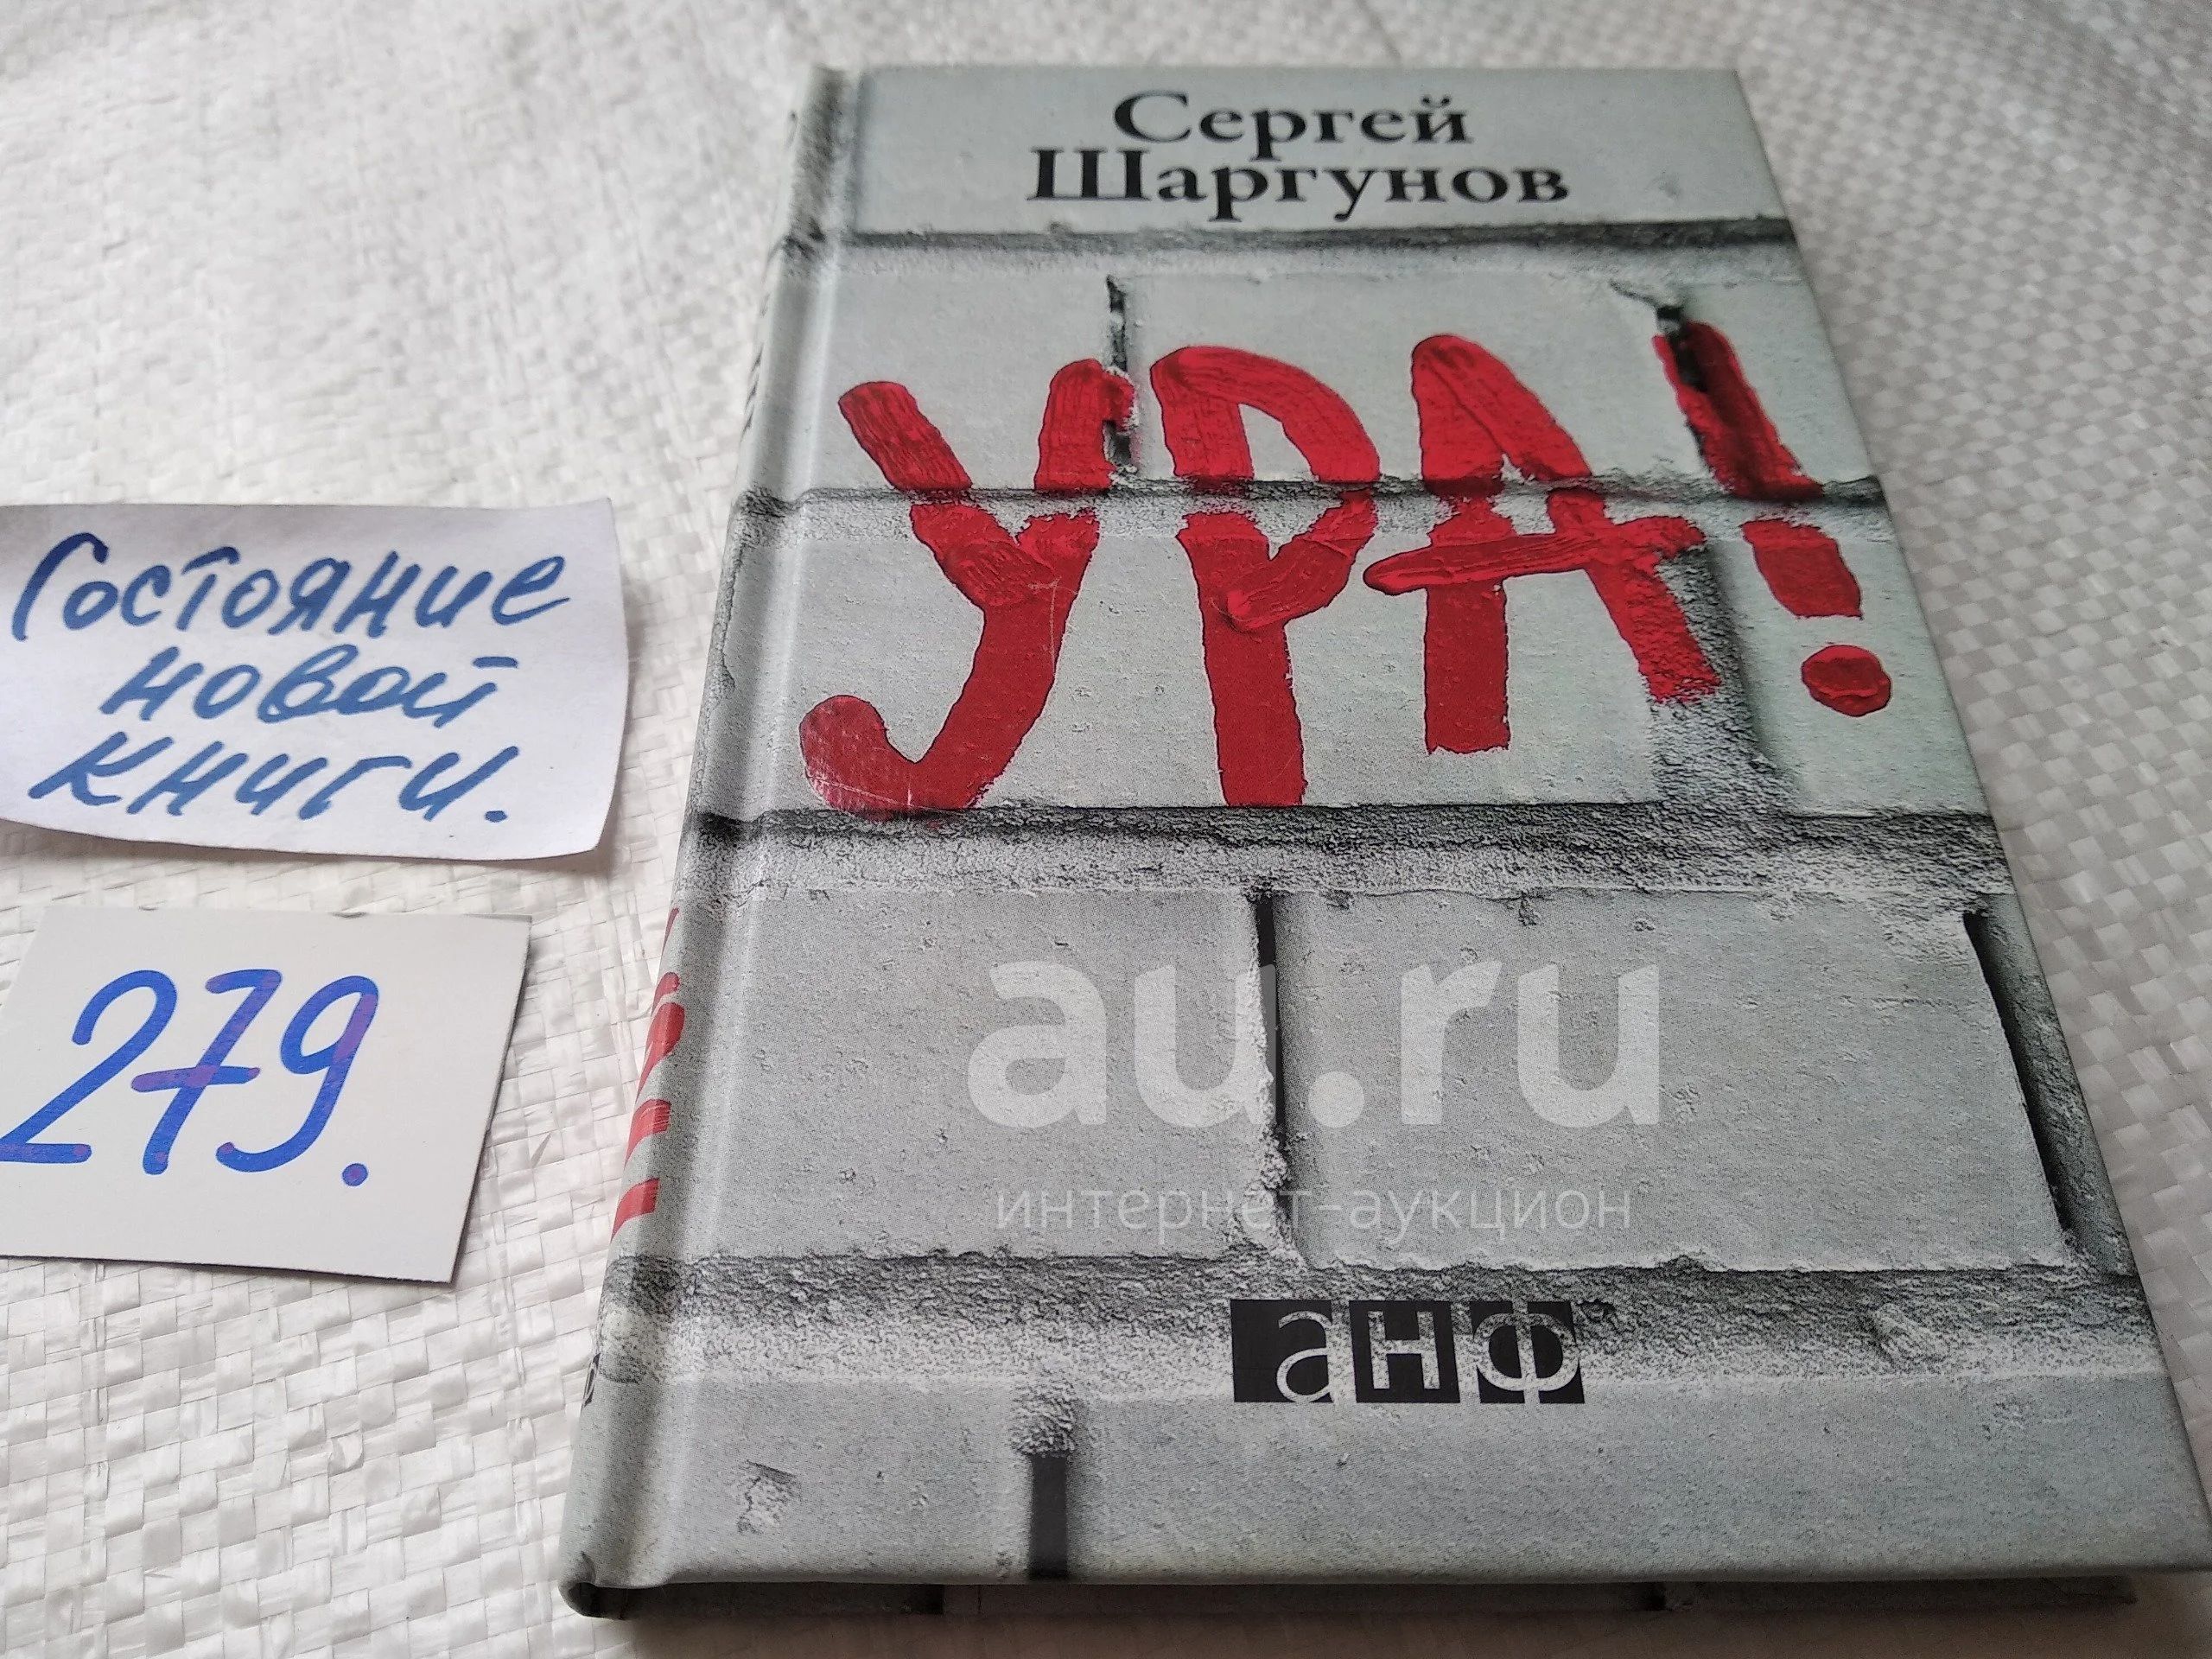 Сергей
Шаргунов
УРА!
Состояние
новой
книги.
279.
au.ru
интернет-аукцион
анф